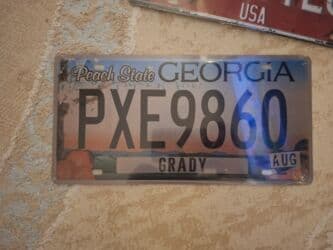 USA
Peach State GEORGIA
PXE9860
GRADY AUG